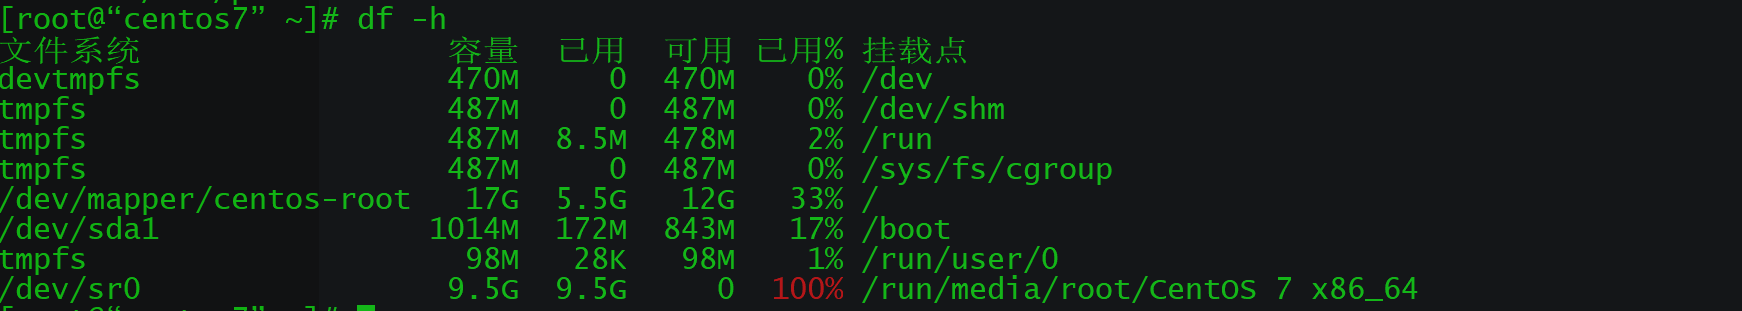 [root@“centos7” ~]# df -h
文件系统 容量 已用 可用 已用% 挂载点
devtmpfs 470M 0 470M 0% /dev
tmpfs 487M 0 487M 0% /dev/shm
tmpfs 487M 8.5M 478M 2% /run
tmpfs 487M 0 487M 0% /sys/fs/cgroup
/dev/mapper/centos-root 17G 5.5G 12G 33% /
/dev/sda1 1014M 172M 843M 17% /boot
tmpfs 98M 28K 98M 1% /run/user/0
/dev/sr0 9.5G 9.5G 0 100% /run/media/root/CentOS 7 x86_64
[root@“centos7” ~]#